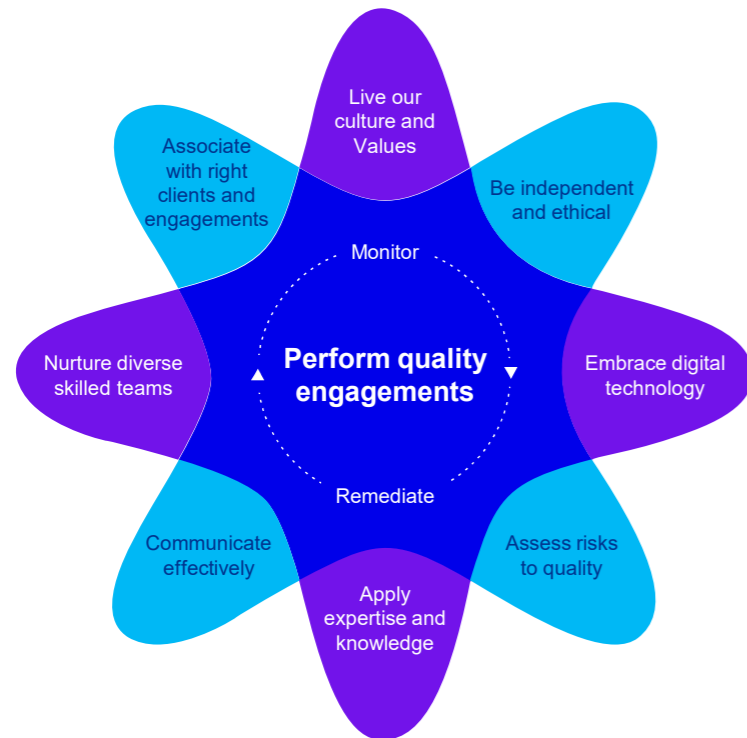 Live our
culture and
Values
Be independent
and ethical
Embrace digital
technology
Assess risks
to quality
Apply
expertise and
knowledge
Communicate
effectively
Nurture diverse
skilled teams
Associate
with right
clients and
engagements
Monitor
Perform quality
engagements
Remediate